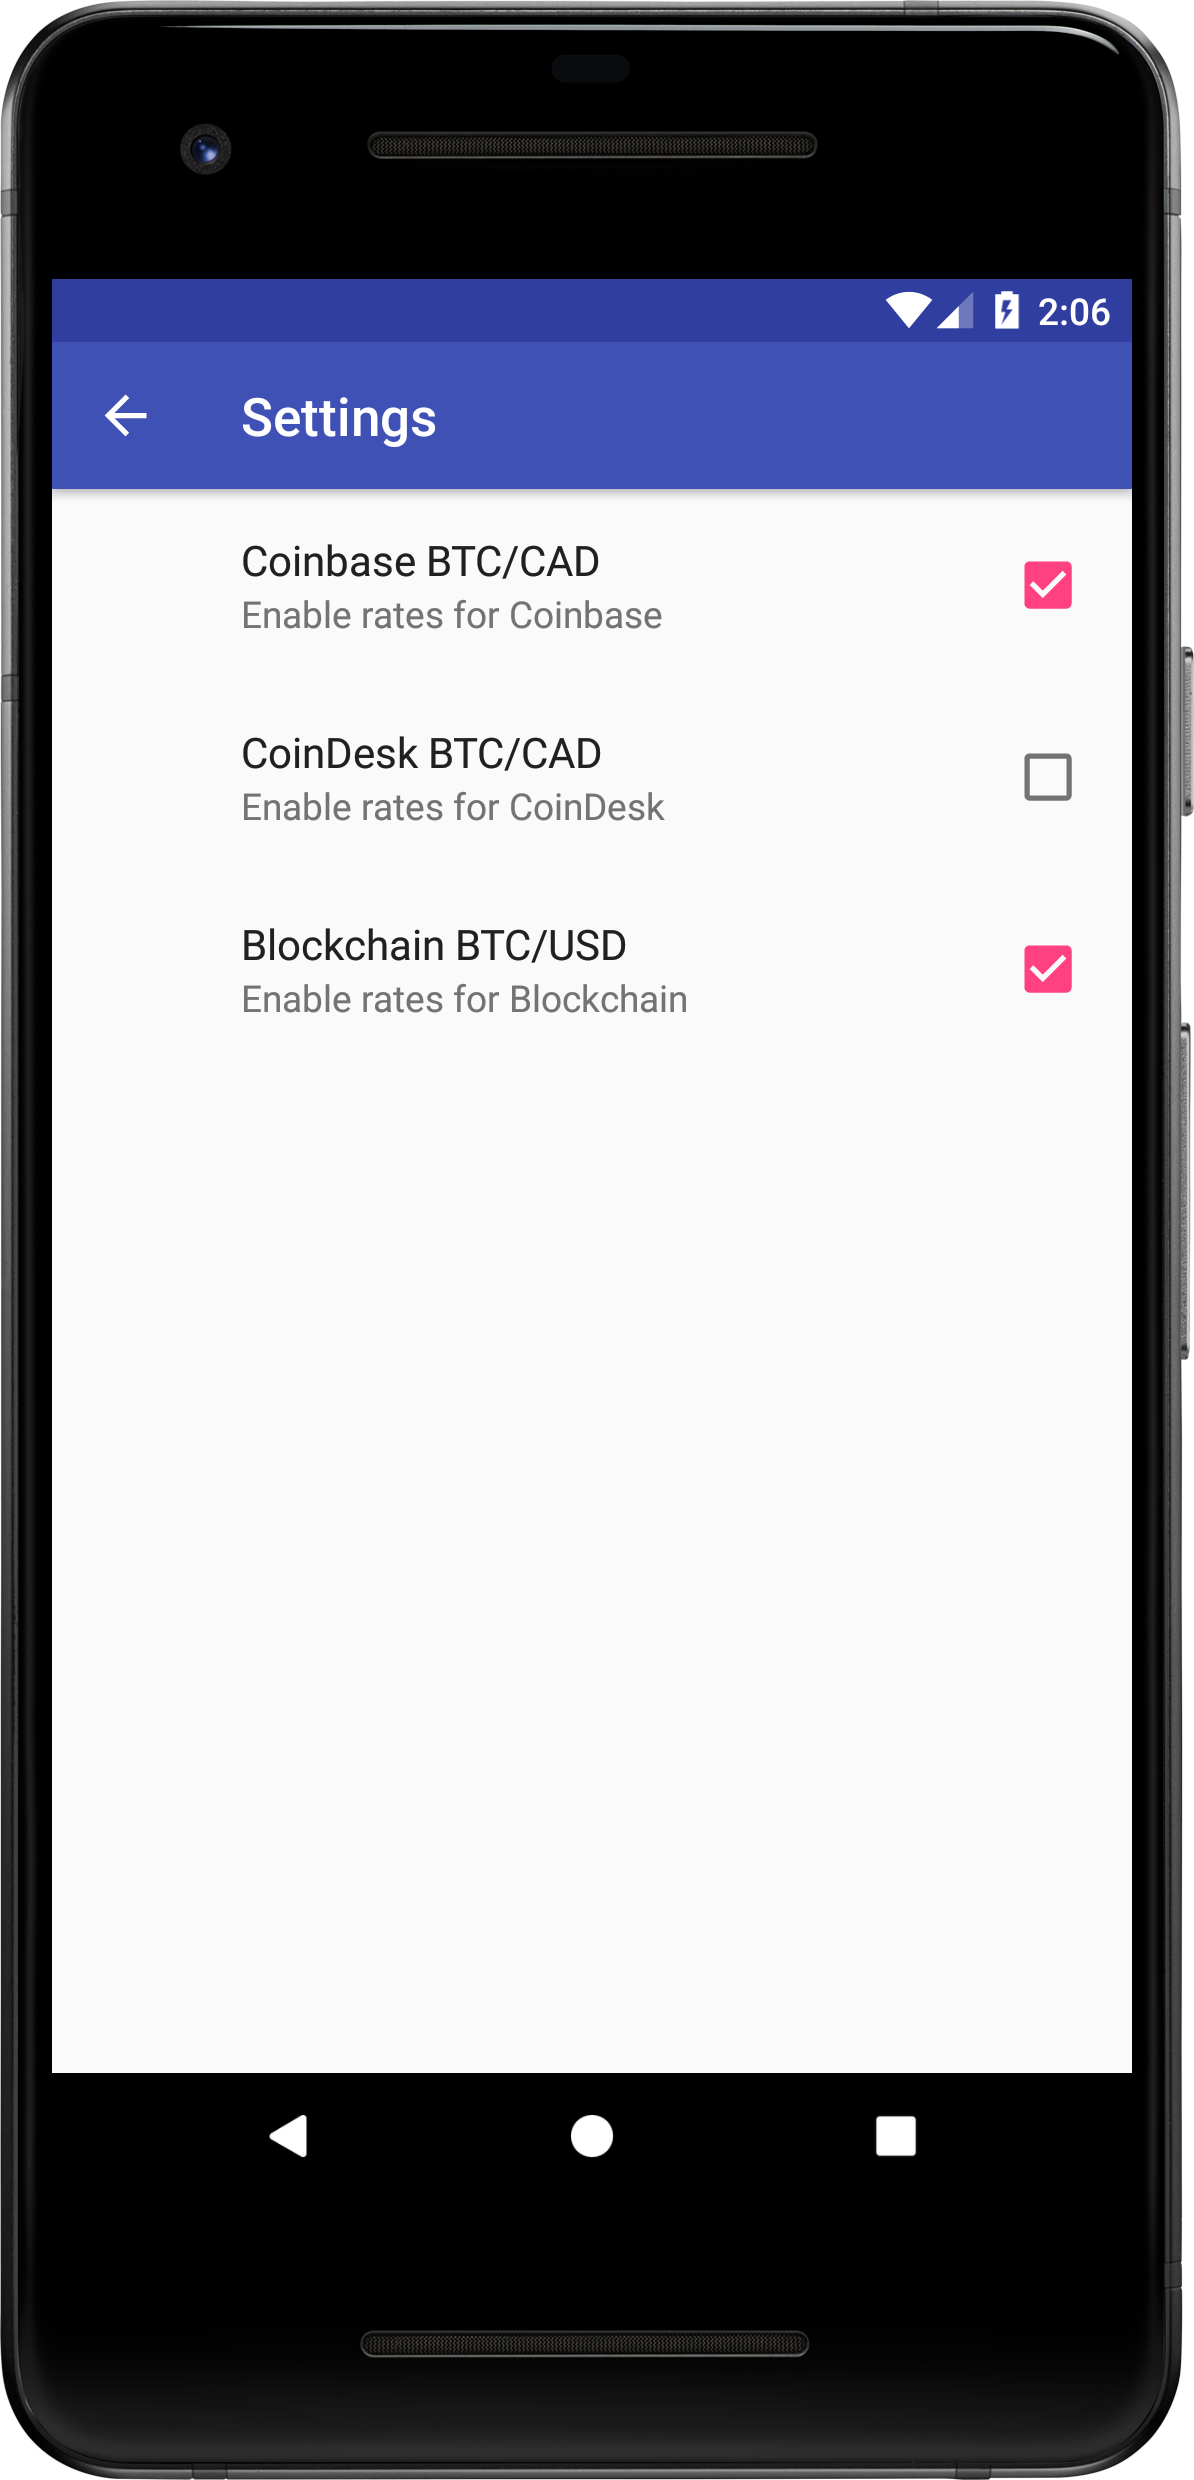 2:06
Settings
Coinbase BTC/CAD
Enable rates for Coinbase
CoinDesk BTC/CAD
Enable rates for CoinDesk
Blockchain BTC/USD
Enable rates for Blockchain